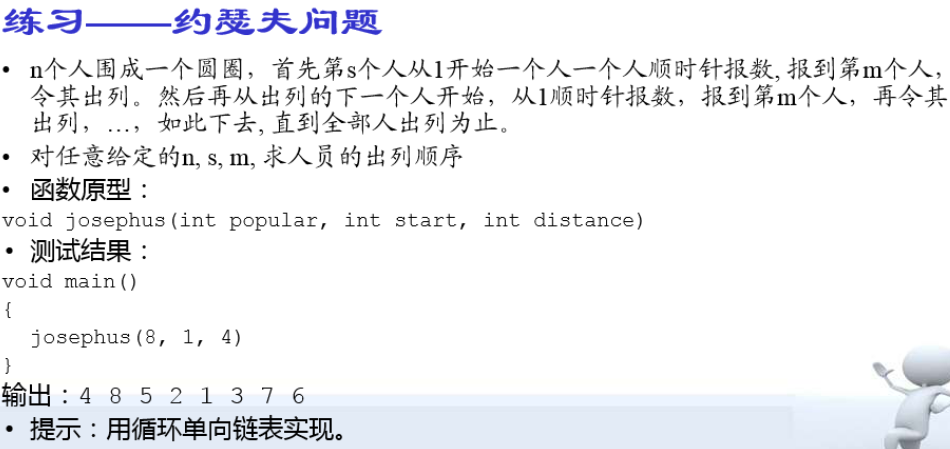 练习——约瑟夫问题
• n个人围成一个圆圈，首先第s个人从1开始一个人一个人顺时针报数, 报到第m个人，
令其出列。然后再从出列的下一个人开始，从1顺时针报数，报到第m个人，再令其
出列，…，如此下去, 直到全部人出列为止。
• 对任意给定的n, s, m, 求人员的出列顺序
• 函数原型：
void josephus(int popular, int start, int distance)
• 测试结果：
void main()
{
josephus(8, 1, 4)
}
输出：4 8 5 2 1 3 7 6
• 提示：用循环单向链表实现。